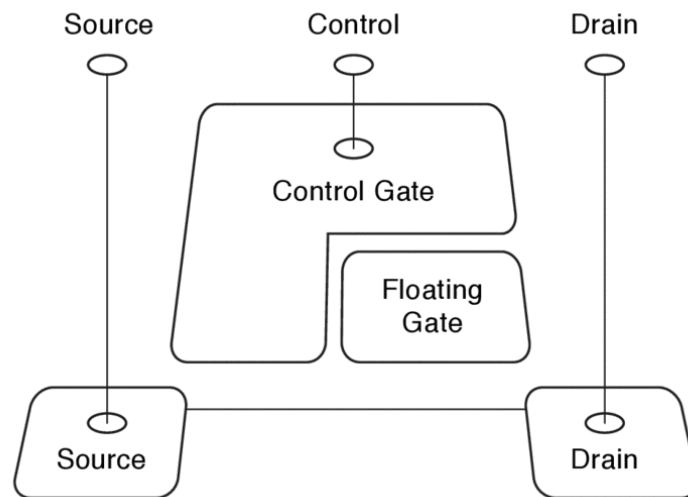 Source
Control
Drain
Control Gate
Floating
Gate
Source
Drain